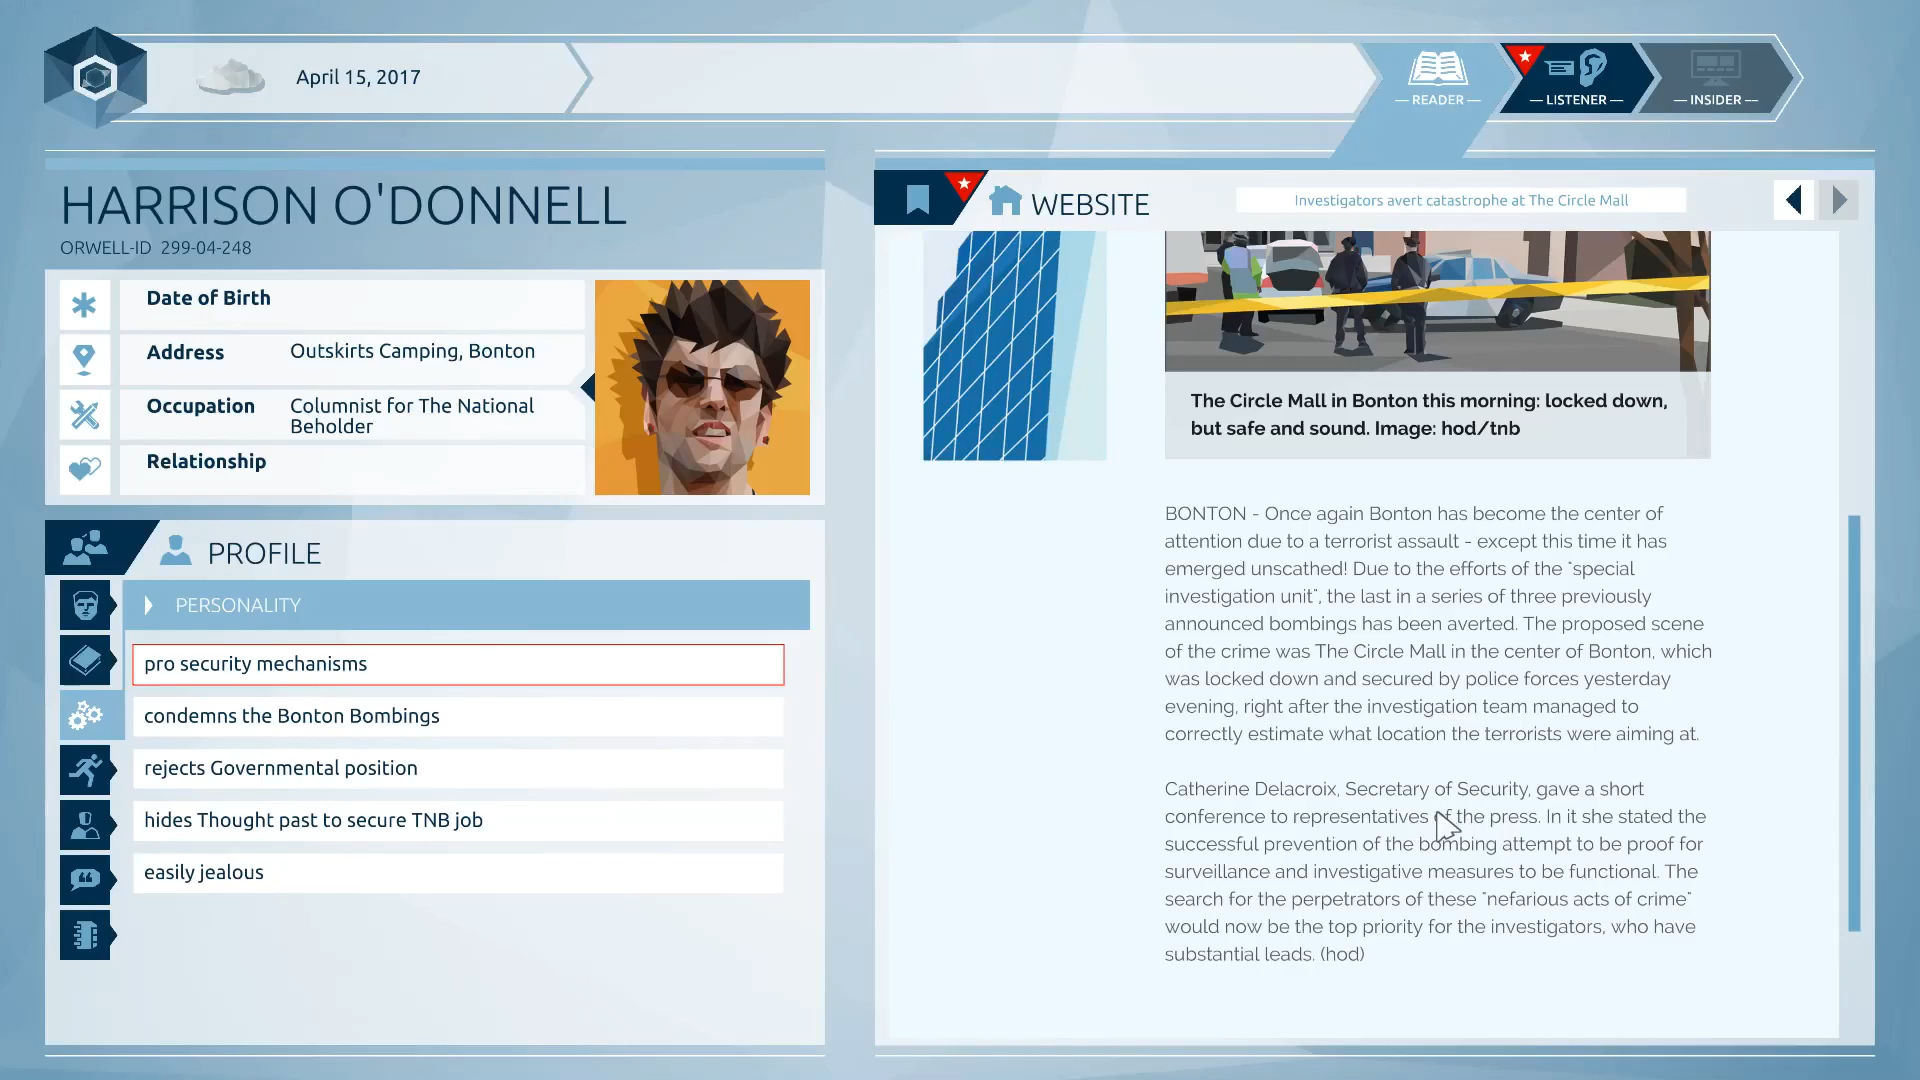 April 15, 2017
READER
LISTENER
INSIDER
HARRISON O'DONNELL
ORWELL-ID 299-04-248
Date of Birth
Address Outskirts Camping, Bonton
Occupation Columnist for The National
Beholder
Relationship
PROFILE
PERSONALITY
pro security mechanisms
condemns the Bonton Bombings
rejects Governmental position
hides Thought past to secure TNB job
easily jealous
WEBSITE
Investigators avert catastrophe at The Circle Mall
The Circle Mall in Bonton this morning: locked down,
but safe and sound. Image: hod/tnb
BONTON - Once again Bonton has become the center of
attention due to a terrorist assault - except this time it has
emerged unscathed! Due to the efforts of the "special
investigation unit", the last in a series of three previously
announced bombings has been averted. The proposed scene
of the crime was The Circle Mall in the center of Bonton, which
was locked down and secured by police forces yesterday
evening, right after the investigation team managed to
correctly estimate what location the terrorists were aiming at.
Catherine Delacroix, Secretary of Security, gave a short
conference to representatives of the press. In it she stated the
successful prevention of the bombing attempt to be proof for
surveillance and investigative measures to be functional. The
search for the perpetrators of these "nefarious acts of crime"
would now be the top priority for the investigators, who have
substantial leads. (hod)